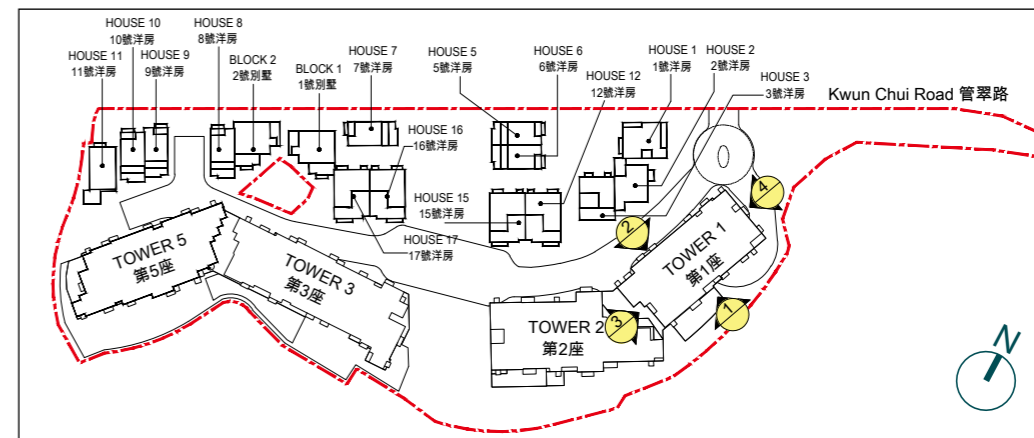 HOUSE 10
10號洋房
HOUSE 8
8號洋房
HOUSE 11
11號洋房
HOUSE 9
9號洋房
BLOCK 2
2號別墅
BLOCK 1
1號別墅
HOUSE 7
7號洋房
HOUSE 5
5號洋房
HOUSE 6
6號洋房
HOUSE 12
12號洋房
HOUSE 1
1號洋房
HOUSE 2
2號洋房
HOUSE 3
3號洋房
Kwun Chui Road 管翠路
HOUSE 16
16號洋房
HOUSE 15
15號洋房
HOUSE 17
17號洋房
TOWER 5
第5座
TOWER 3
第3座
TOWER 2
第2座
TOWER 1
第1座
4
2
1
3
N